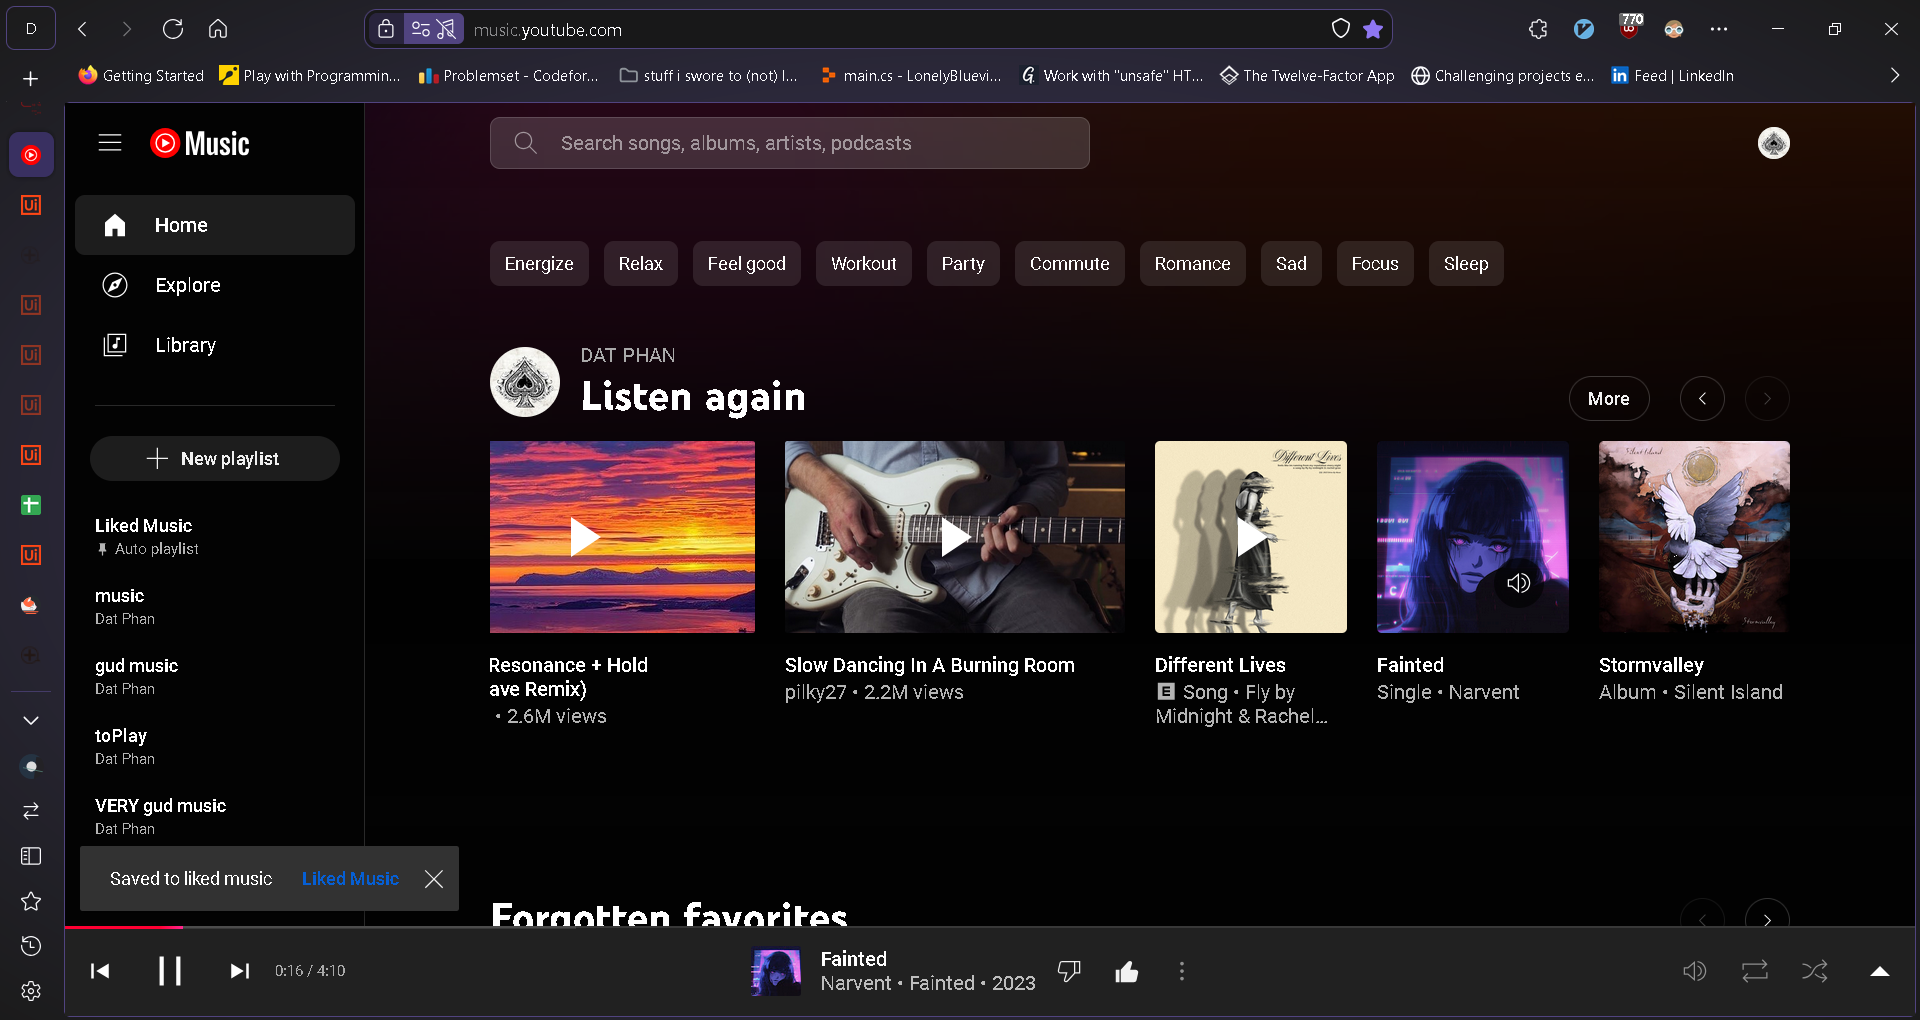 D
music.youtube.com
770
Getting Started
Play with Programmin...
Problemset - Codefor...
stuff i swore to (not) l...
main.cs - LonelyBluevi...
Work with "unsafe" HT...
The Twelve-Factor App
Challenging projects e...
Feed | LinkedIn
Music
Search songs, albums, artists, podcasts
Home
Explore
Library
New playlist
Liked Music
Auto playlist
music
Dat Phan
gud music
Dat Phan
toPlay
Dat Phan
VERY gud music
Dat Phan
Saved to liked music Liked Music
Energize Relax Feel good Workout Party Commute Romance Sad Focus Sleep
DAT PHAN
Listen again
More
Different Lives
Silent Island
Stormvalley
Resonance + Hold
ave Remix)
• 2.6M views
Slow Dancing In A Burning Room
pilky27 • 2.2M views
Different Lives
E Song • Fly by
Midnight & Rachel...
Fainted
Single • Narvent
Stormvalley
Album • Silent Island
Forgotten favorites
0:16 / 4:10
Fainted
Narvent • Fainted • 2023